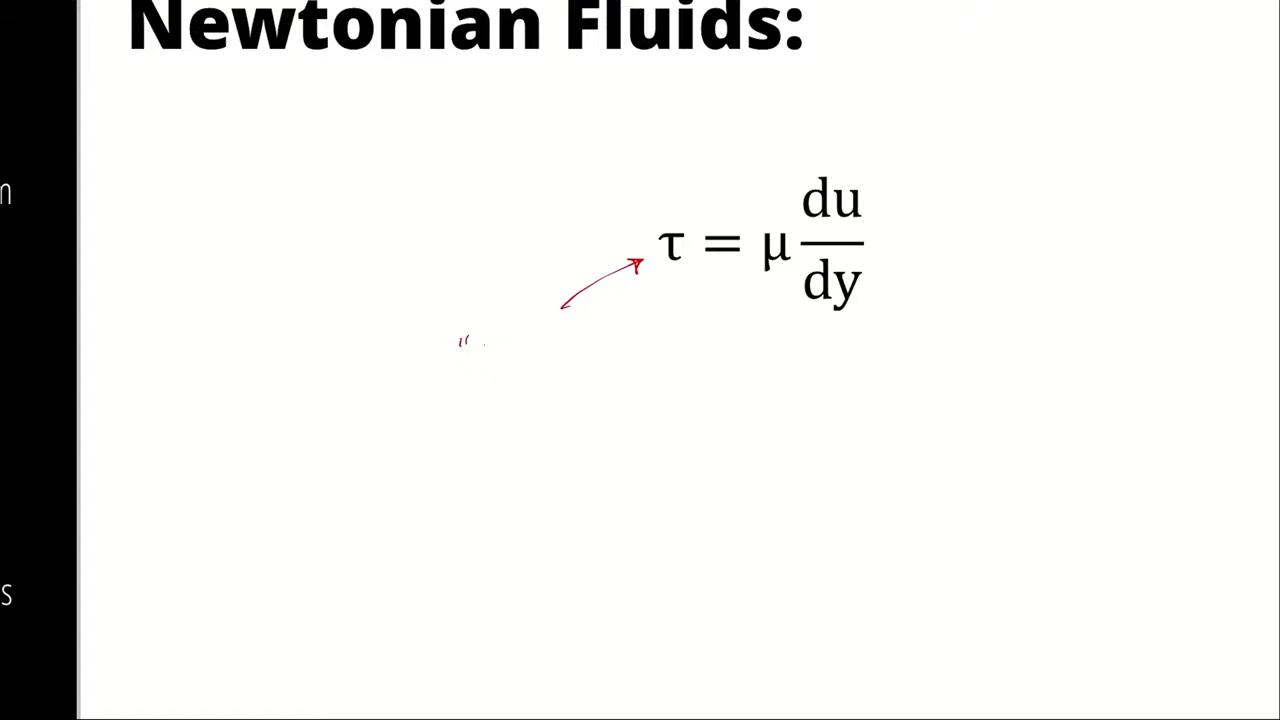 Newtonian Fluids:
n
τ = μ du/dy
"
s